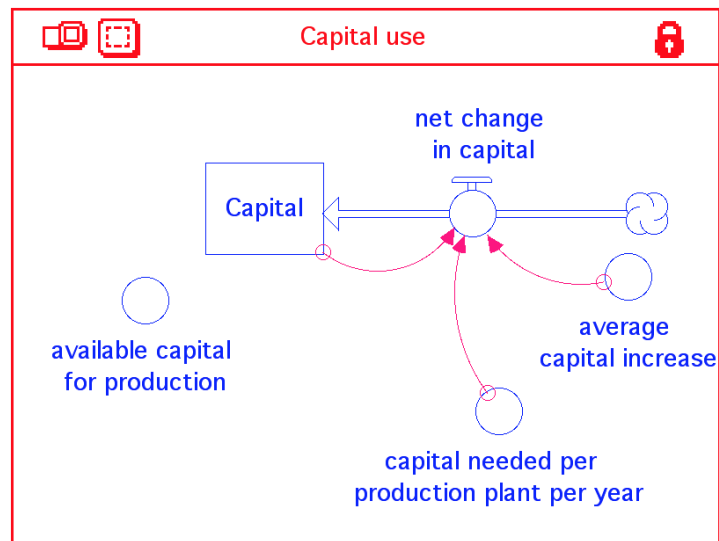 Capital use
net change
in capital
Capital
available capital
for production
average
capital increase
capital needed per
production plant per year